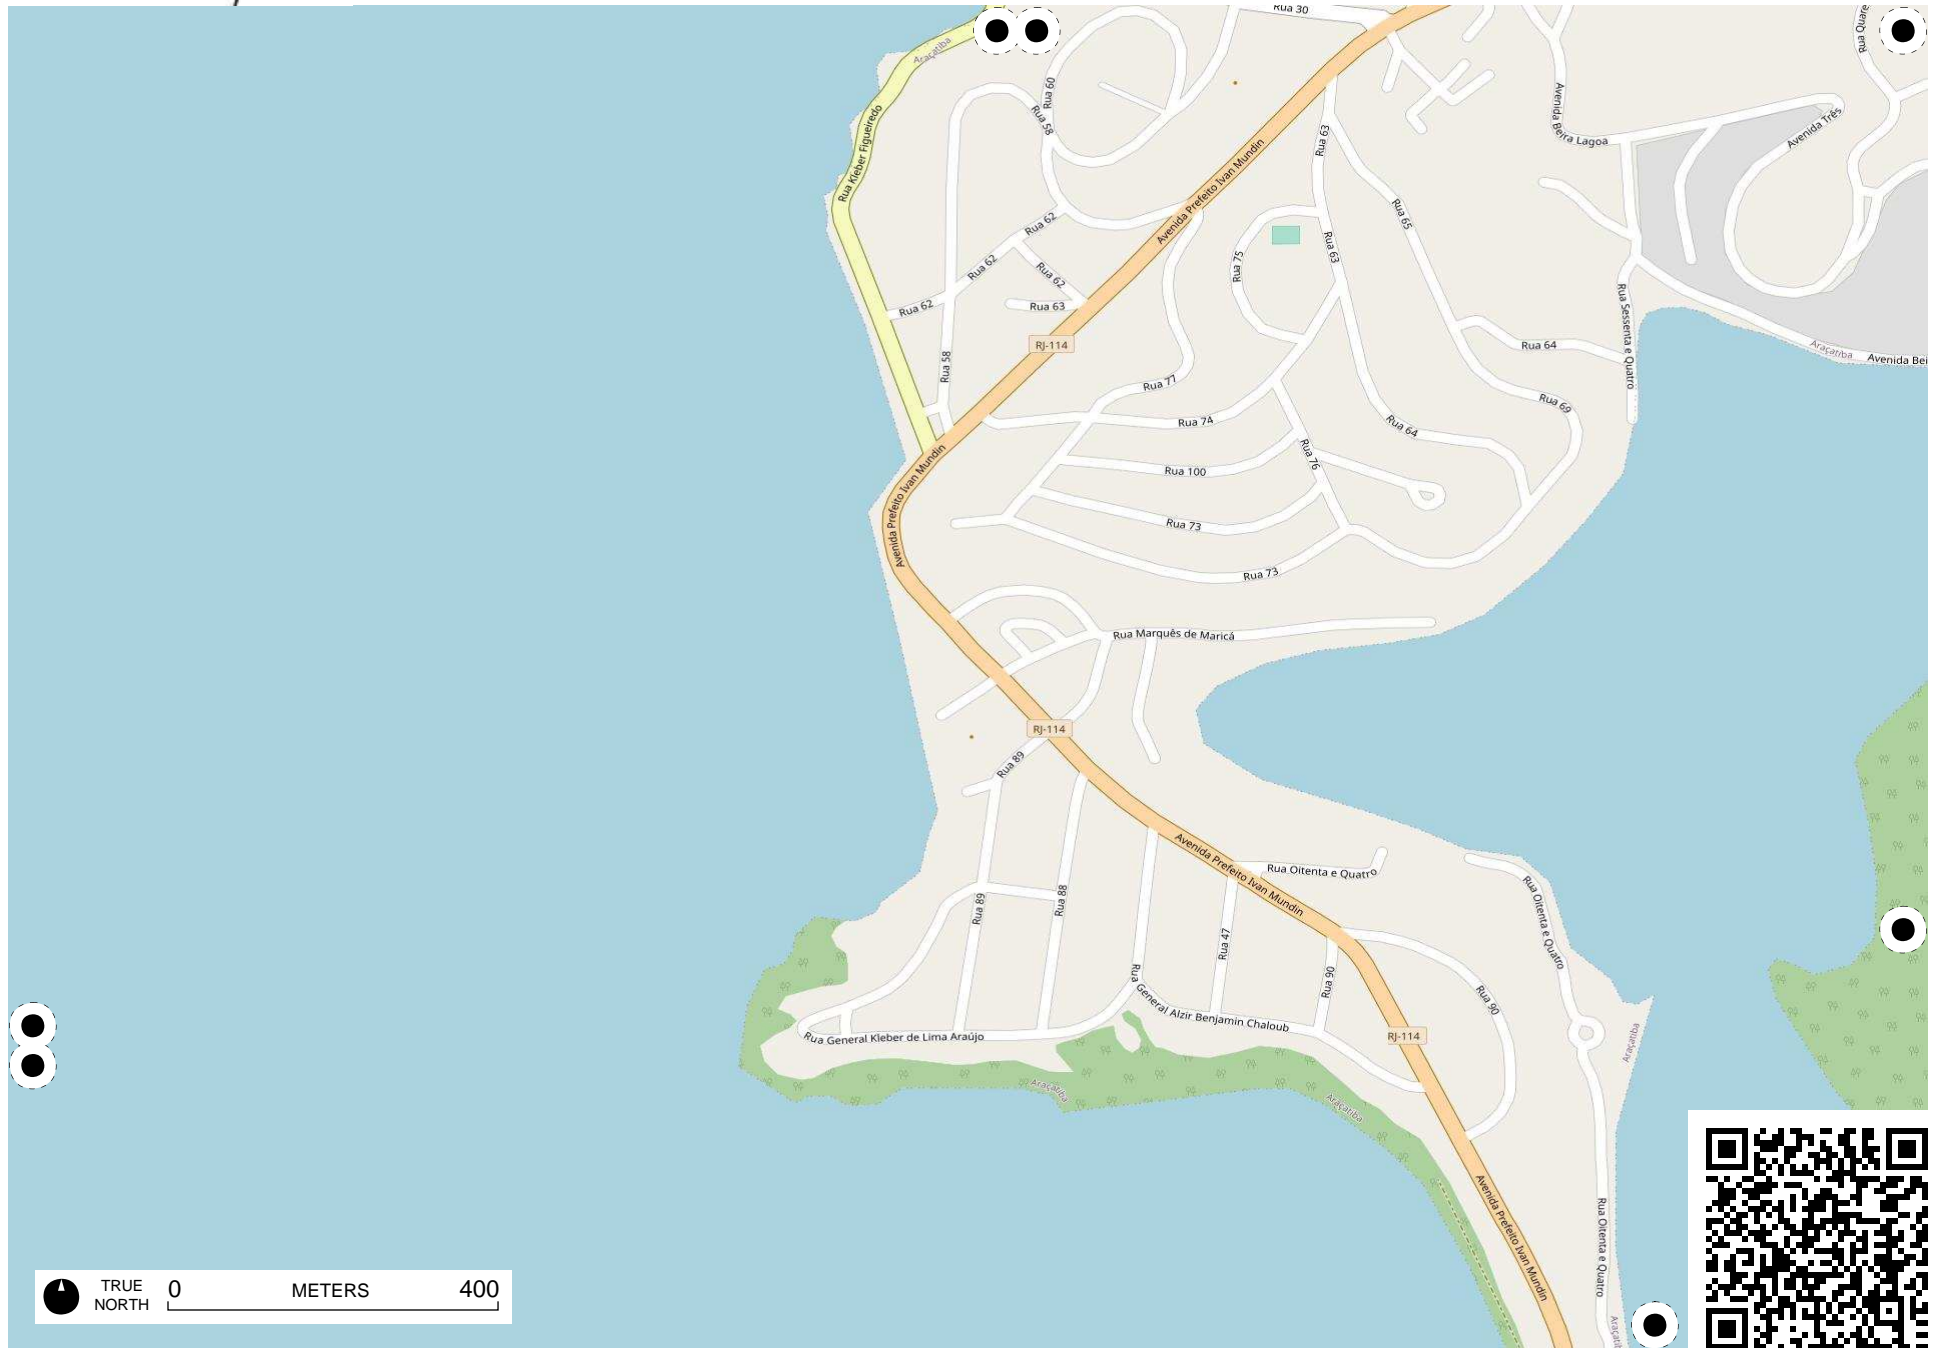 Rua 30
Rua Quare
Araçatiba
Rua 60
Rua 58
Rua Kleber Figueiredo
Avenida Beira Lagoa
Avenida Três
Rua 63
Avenida Prefeito Ivan Mundin
Rua 62
Rua 65
Rua 62
Rua 62
Rua 75
Rua 63
Rua 62
Rua 63
Rua Sessenta e Quatro
RJ-114
Rua 64
Araçatiba
Avenida Bei
Rua 58
Rua 77
Rua 69
Rua 74
Rua 64
Avenida Prefeito Ivan Mundin
Rua 76
Rua 100
Rua 73
Rua 73
Rua Marquês de Maricá
RJ-114
Rua 89
Avenida Prefeito Ivan Mundin
Rua Oitenta e Quatro
Rua Oitenta e Quatro
Rua 89
Rua 88
Rua 47
Rua 90
Rua 90
Rua General Alzir Benjamin Chaloub
Rua General Kleber de Lima Araújo
RJ-114
Araçatiba
Araçatiba
Araçatiba
Avenida Prefeito Ivan Mundin
Rua Oitenta e Quatro
Araçatib
TRUE NORTH
0 METERS 400